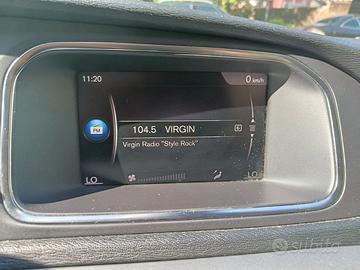 11:20
0 km/h
FM
104.5 VIRGIN
Virgin Radio "Style Rock"
LO
LO
subito